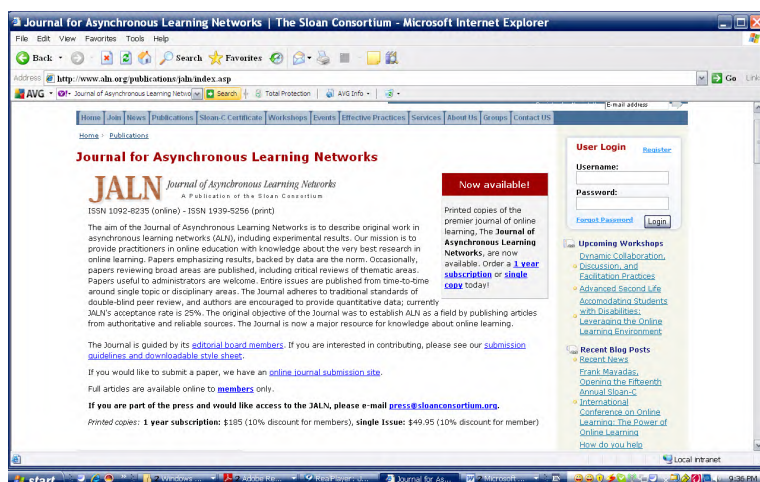 Journal for Asynchronous Learning Networks | The Sloan Consortium - Microsoft Internet Explorer
File Edit View Favorites Tools Help
Back Search Favorites
Address http://www.aln.org/publications/jaln/index.asp Go Links
AVG Journal of Asynchronous Learning Netwo Search Total Protection AVG Info
E-mail address
Home Join News Publications Sloan-C Certificate Workshops Events Effective Practices Services About Us Groups Contact US
Home > Publications
Journal for Asynchronous Learning Networks
JALN Journal of Asynchronous Learning Networks
A Publication of the Sloan Consortium
ISSN 1092-8235 (online) - ISSN 1939-5256 (print)
The aim of the Journal of Asynchronous Learning Networks is to describe original work in
asynchronous learning networks (ALN), including experimental results. Our mission is to
provide practitioners in online education with knowledge about the very best research in
online learning. Papers emphasizing results, backed by data are the norm. Occasionally,
papers reviewing broad areas are published, including critical reviews of thematic areas.
Papers useful to administrators are welcome. Entire issues are published from time-to-time
around single topic or disciplinary areas. The Journal adheres to traditional standards of
double-blind peer review, and authors are encouraged to provide quantitative data; currently
JALN's acceptance rate is 25%. The original objective of the Journal was to establish ALN as a field by publishing articles
from authoritative and reliable sources. The Journal is now a major resource for knowledge about online learning.
The Journal is guided by its editorial board members. If you are interested in contributing, please see our submission
guidelines and downloadable style sheet.
If you would like to submit a paper, we have an online journal submission site.
Full articles are available online to members only.
If you are part of the press and would like access to the JALN, please e-mail press@sloanconsortium.org.
Printed copies: 1 year subscription: $185 (10% discount for members), single Issue: $49.95 (10% discount for member)
Now available!
Printed copies of the
premier journal of online
learning, The Journal of
Asynchronous Learning
Networks, are now
available. Order a 1 year
subscription or single
copy today!
User Login Register
Username:
Password:
Forgot Password Login
Upcoming Workshops
Dynamic Collaboration,
Discussion, and
Facilitation Practices
Advanced Second Life
Accomodating Students
with Disabilities:
Leveraging the Online
Learning Environment
Recent Blog Posts
Recent News
Frank Mayadas,
Opening the Fifteenth
Annual Sloan-C
International
Conference on Online
Learning: The Power of
Online Learning
How do you help
Local intranet
start Windows ... Adobe Re... RealPlayer: ... Journal for As... Microsoft ... 9:36 PM